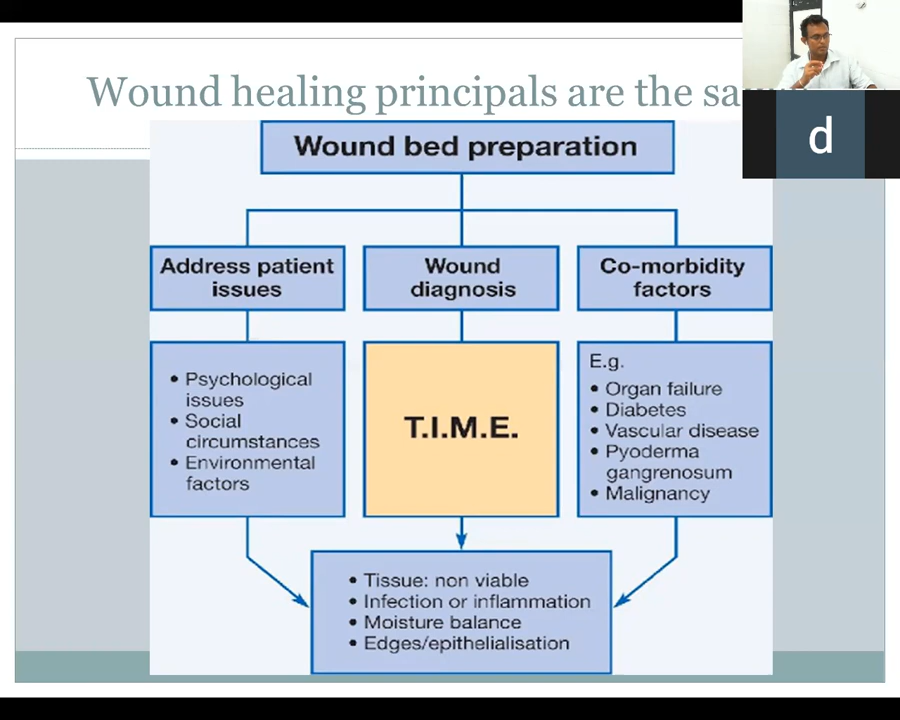 Wound healing principals are the
d
Wound bed preparation
Address patient
issues
Wound
diagnosis
Co-morbidity
factors
• Psychological
issues
• Social
circumstances
• Environmental
factors
T.I.M.E.
E.g.
• Organ failure
• Diabetes
• Vascular disease
• Pyoderma
gangrenosum
• Malignancy
• Tissue: non viable
• Infection or inflammation
• Moisture balance
• Edges/epithelialisation